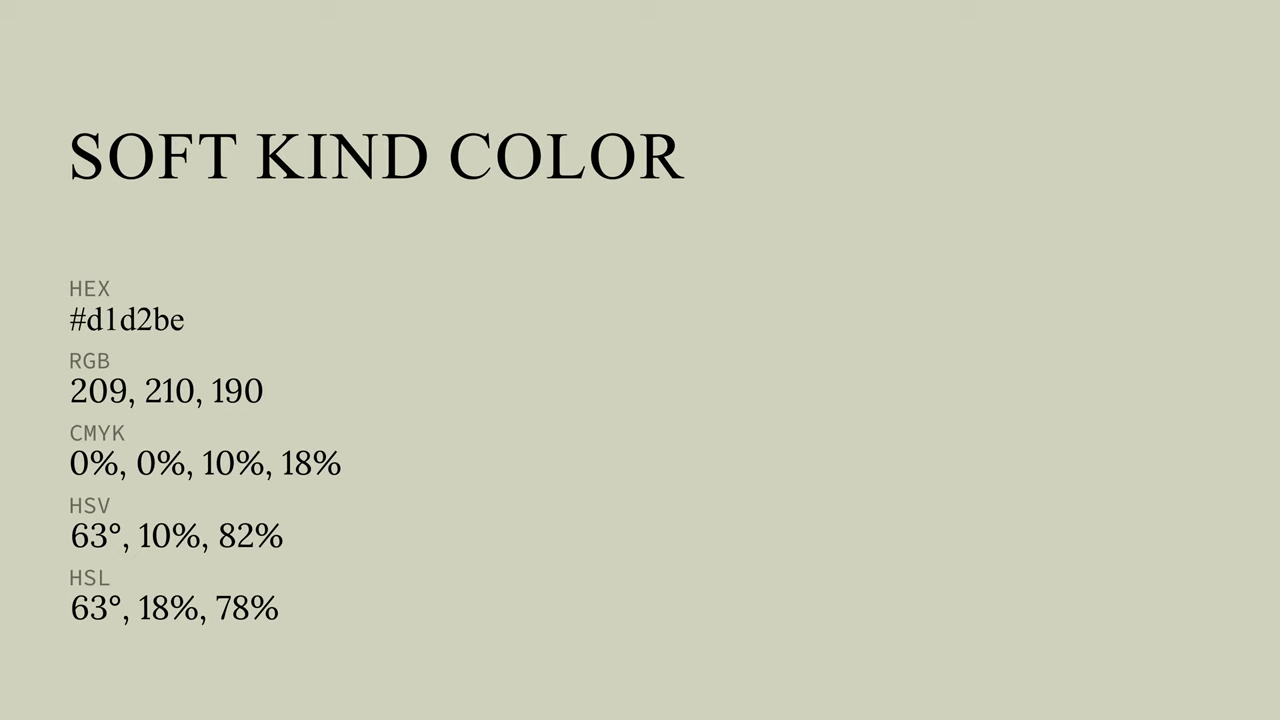 SOFT KIND COLOR
HEX
#d1d2be
RGB
209, 210, 190
CMYK
0%, 0%, 10%, 18%
HSV
63°, 10%, 82%
HSL
63°, 18%, 78%